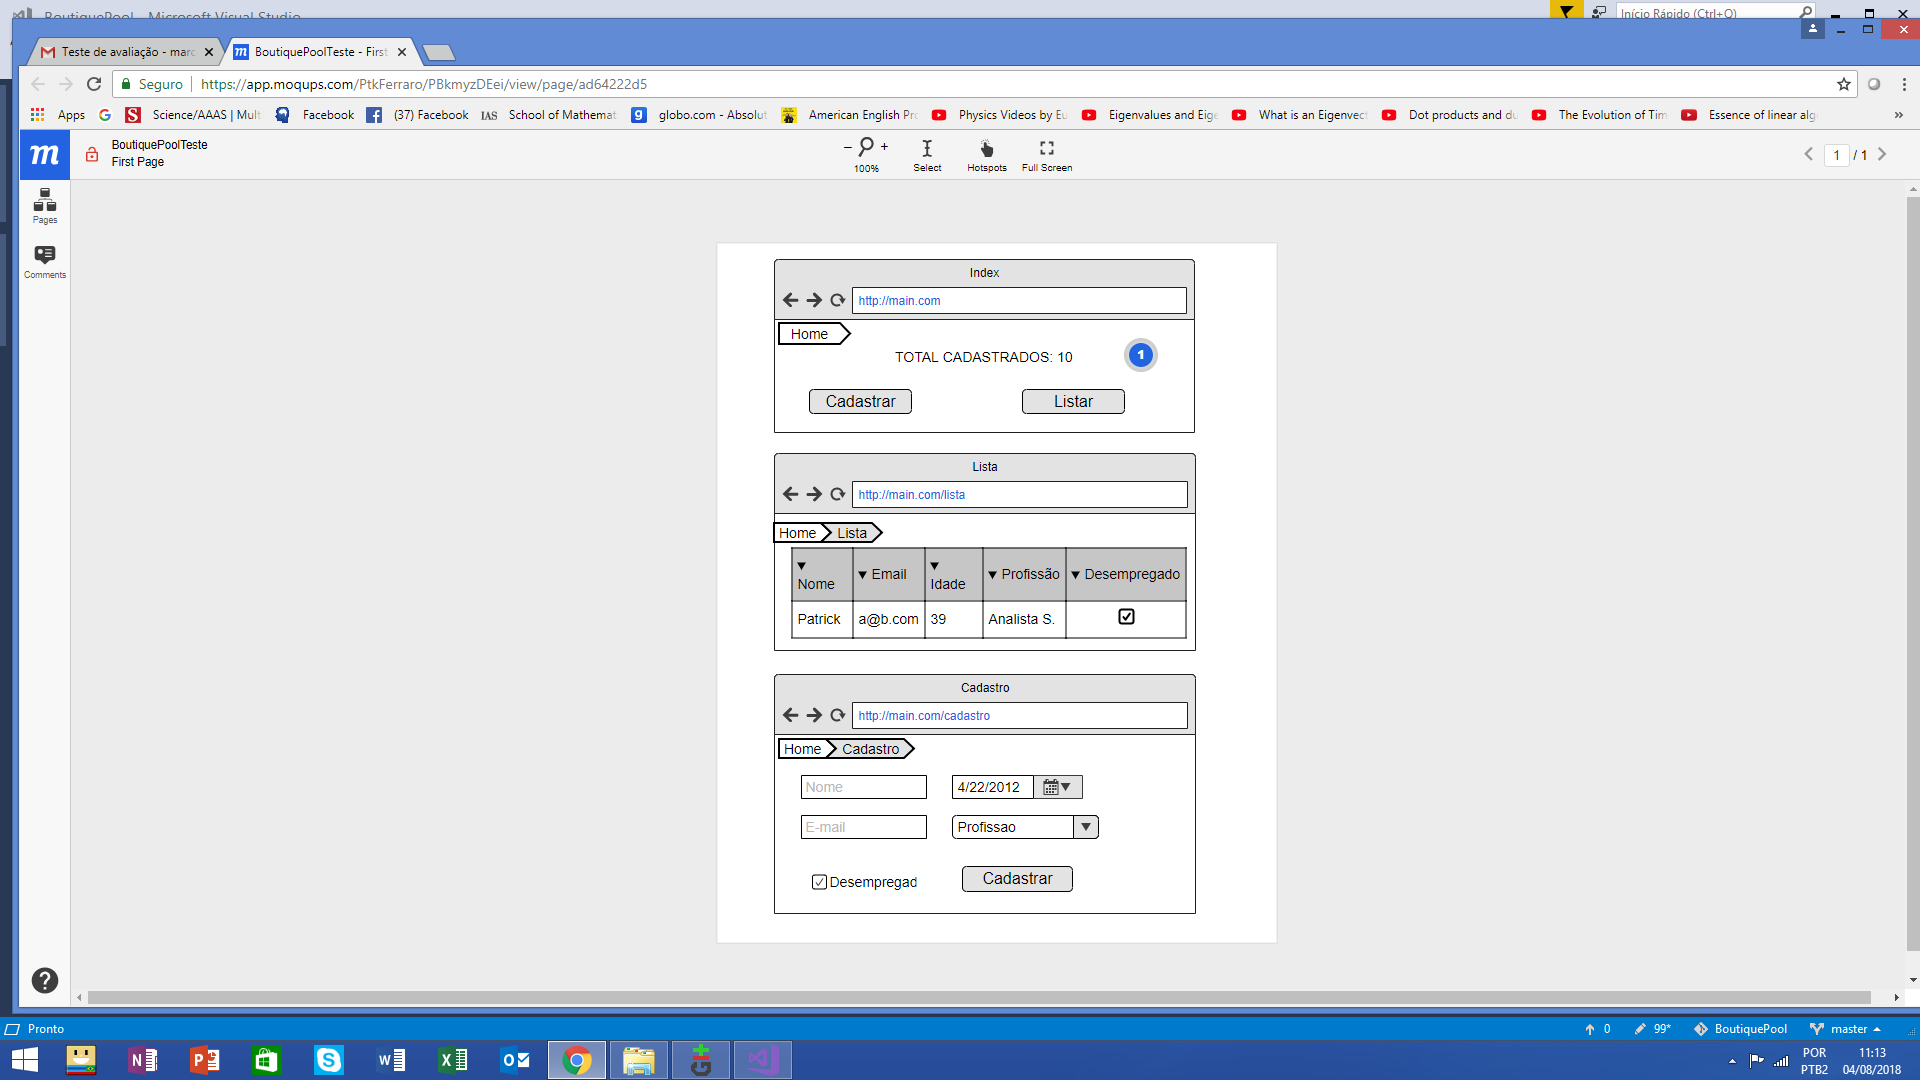 BoutiquePool - Microsoft Visual Studio
Início Rápido (Ctrl+Q)
Teste de avaliação - marc
BoutiquePoolTeste - First
Seguro
https://app.moqups.com/PtkFerraro/PBkmyzDEei/view/page/ad64222d5
Apps
Science/AAAS | Mult
Facebook
(37) Facebook
IAS School of Mathemat
globo.com - Absolut
American English Pr
Physics Videos by Eu
Eigenvalues and Eige
What is an Eigenvect
Dot products and du
The Evolution of Tim
Essence of linear alg
»
m
BoutiquePoolTeste
First Page
– +
100%
Select
Hotspots
Full Screen
1 / 1
Pages
Comments
Index
http://main.com
Home
TOTAL CADASTRADOS: 10
1
Cadastrar
Listar
Lista
http://main.com/lista
Home Lista
▼ Nome
▼ Email
▼ Idade
▼ Profissão
▼ Desempregado
Patrick
a@b.com
39
Analista S.
Cadastro
http://main.com/cadastro
Home Cadastro
Nome
4/22/2012
E-mail
Profissao
Desempregad
Cadastrar
?
Pronto
0
99*
BoutiquePool
master
POR
PTB2
11:13
04/08/2018